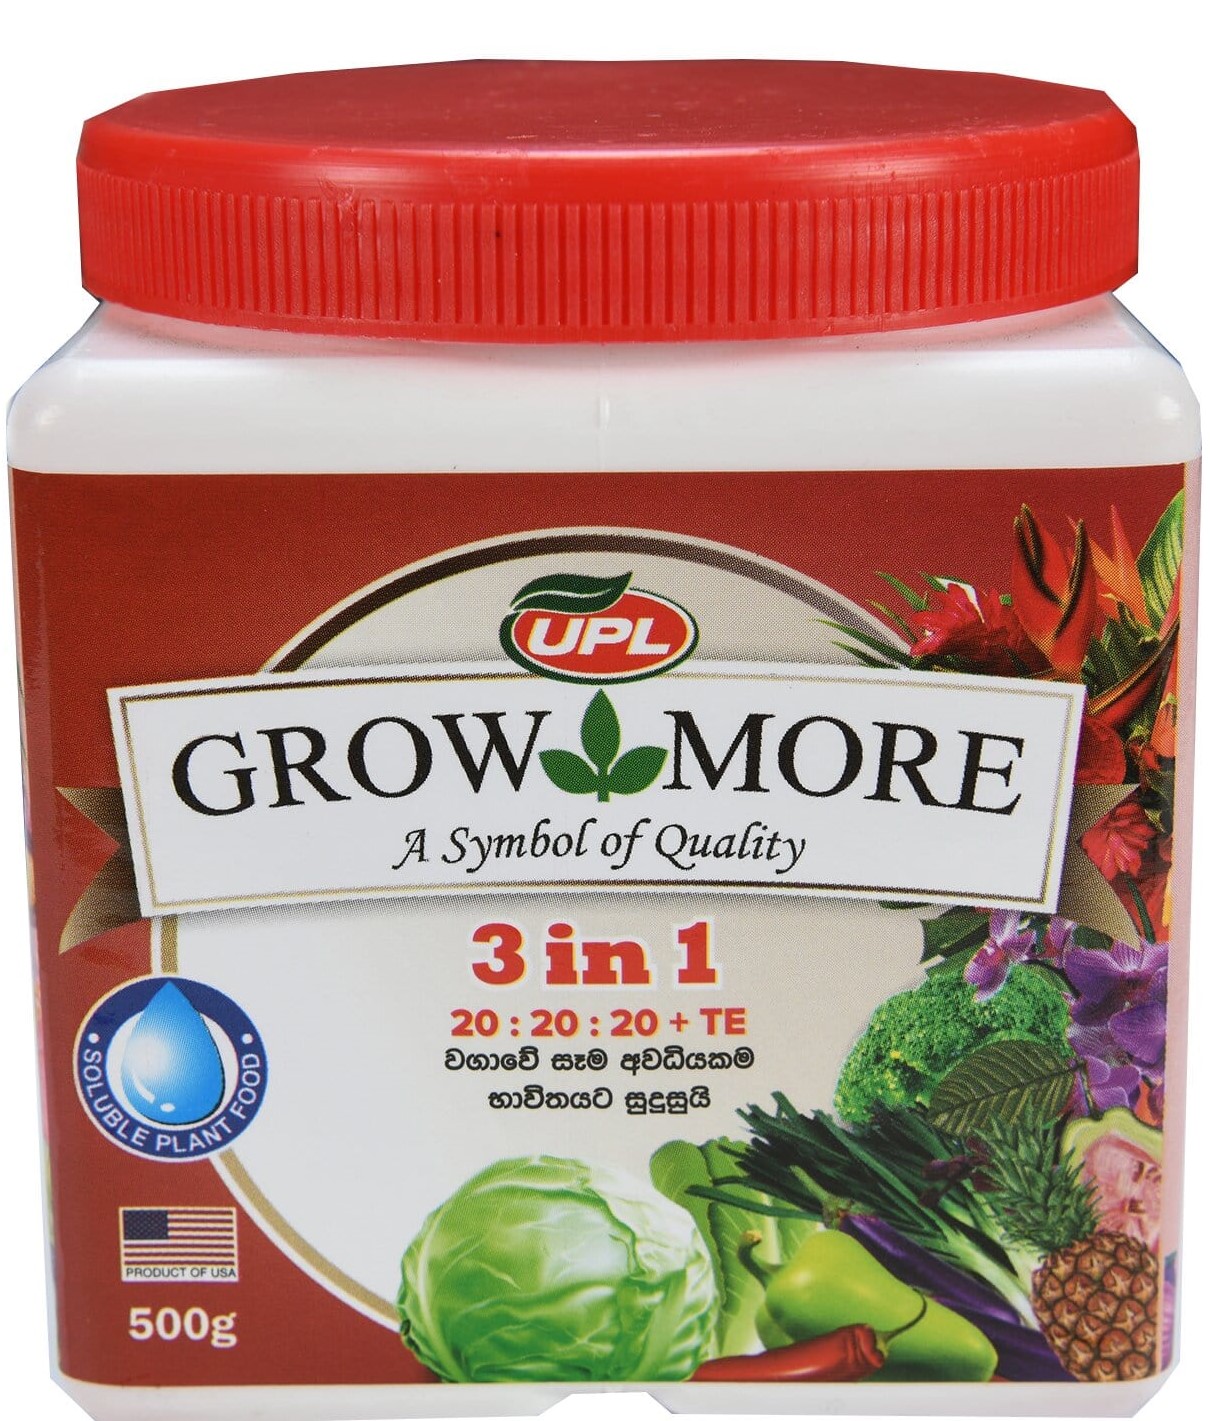 UPL
GROW MORE
A Symbol of Quality
3 in 1
20 : 20 : 20 + TE
වගාවේ සෑම අවධියකම
භාවිතයට සුදුසුයි
• SOLUBLE PLANT FOOD •
PRODUCT OF USA
500g